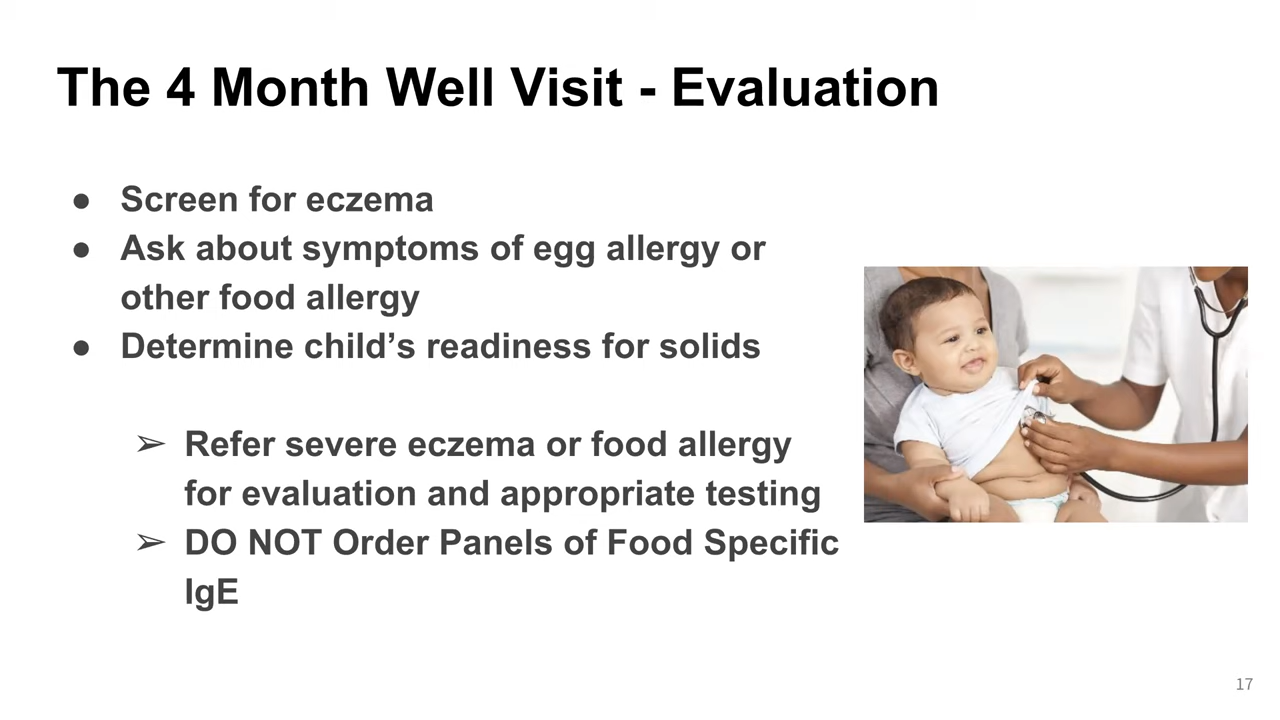 The 4 Month Well Visit - Evaluation
● Screen for eczema
● Ask about symptoms of egg allergy or
other food allergy
● Determine child’s readiness for solids
➢ Refer severe eczema or food allergy
for evaluation and appropriate testing
➢ DO NOT Order Panels of Food Specific
IgE
17